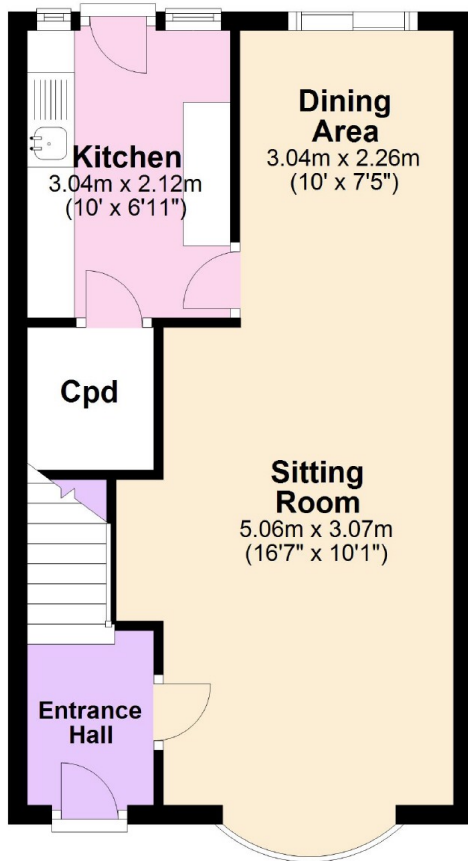 Kitchen
3.04m x 2.12m
(10' x 6'11")
Dining
Area
3.04m x 2.26m
(10' x 7'5")
Cpd
Sitting
Room
5.06m x 3.07m
(16'7" x 10'1")
Entrance
Hall